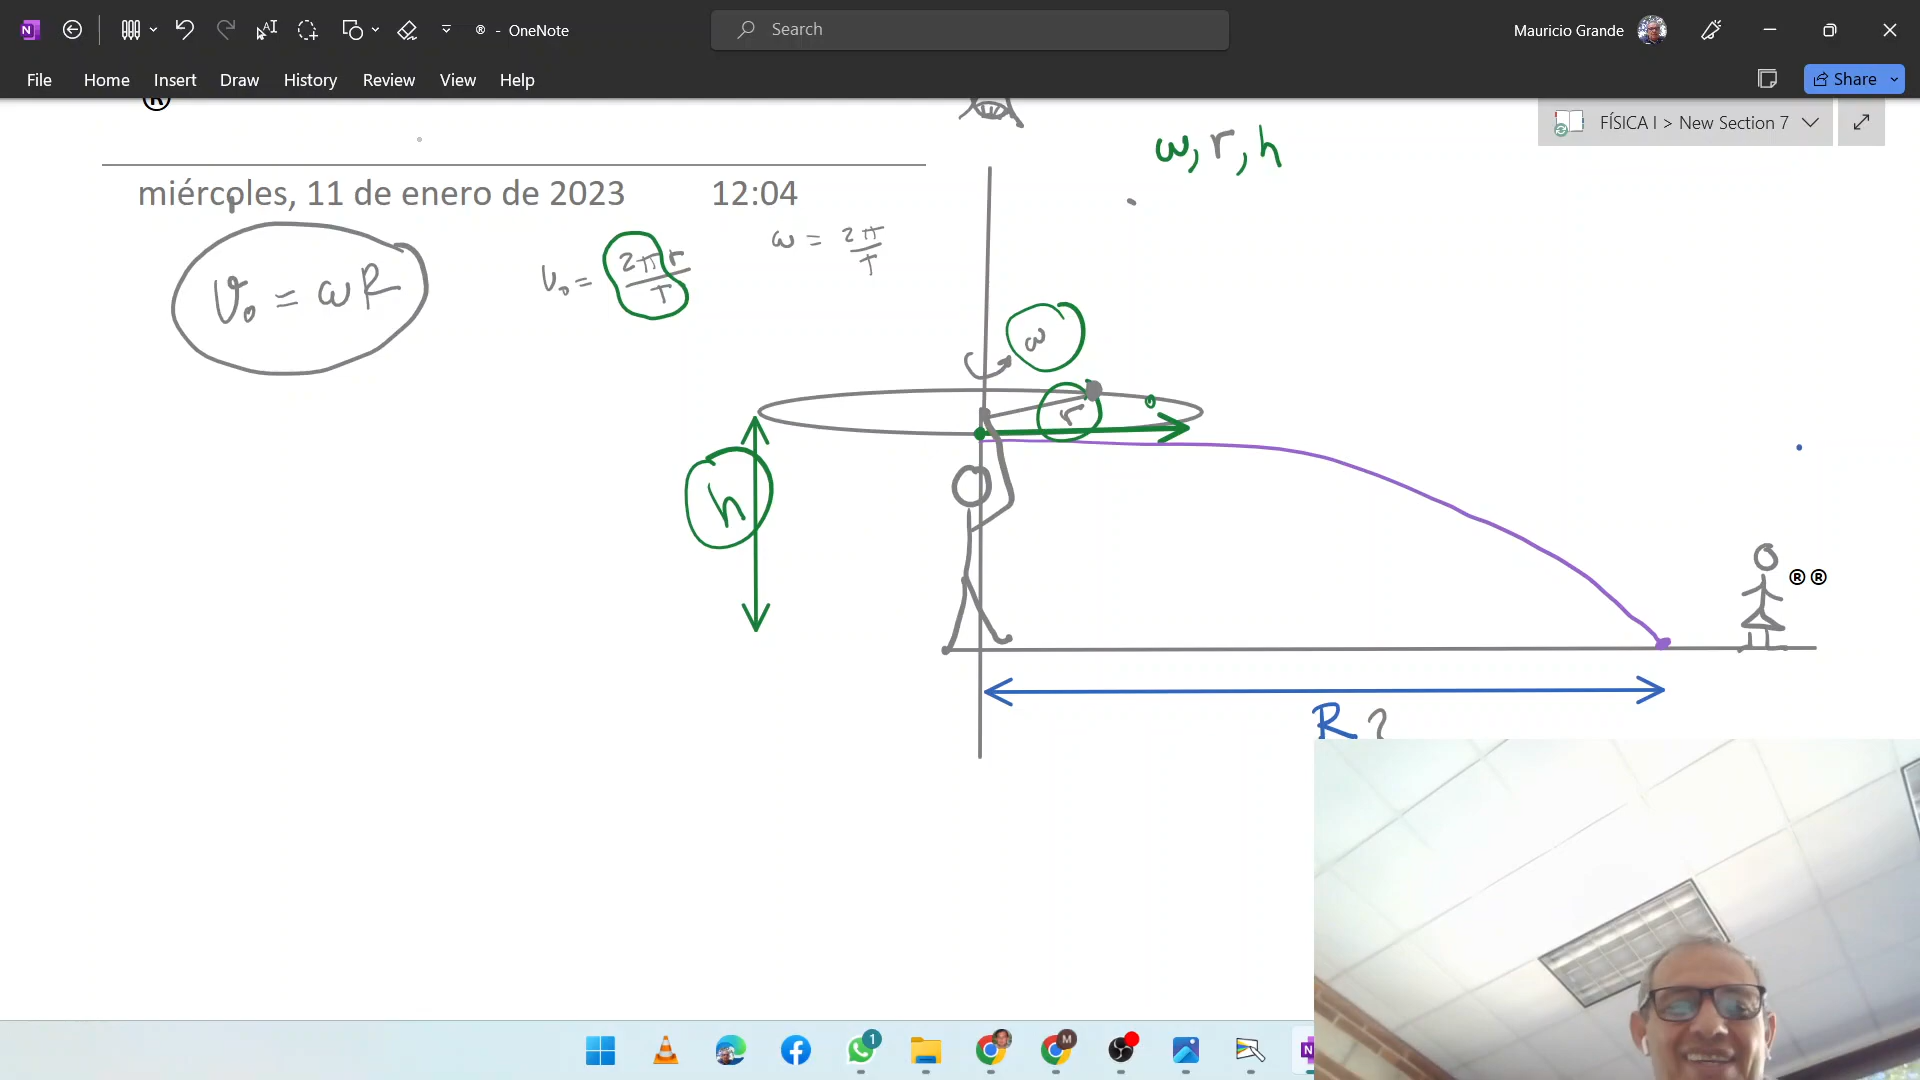 ® - OneNote
Search
Mauricio Grande
File Home Insert Draw History Review View Help
Share
®
FÍSICA I > New Section 7
ω, r, h
miércoles, 11 de enero de 2023 12:04
V₀ = ωR
V₀ = 2πr/T
ω = 2π/T
ω
r
h
®®
R ?
1
M